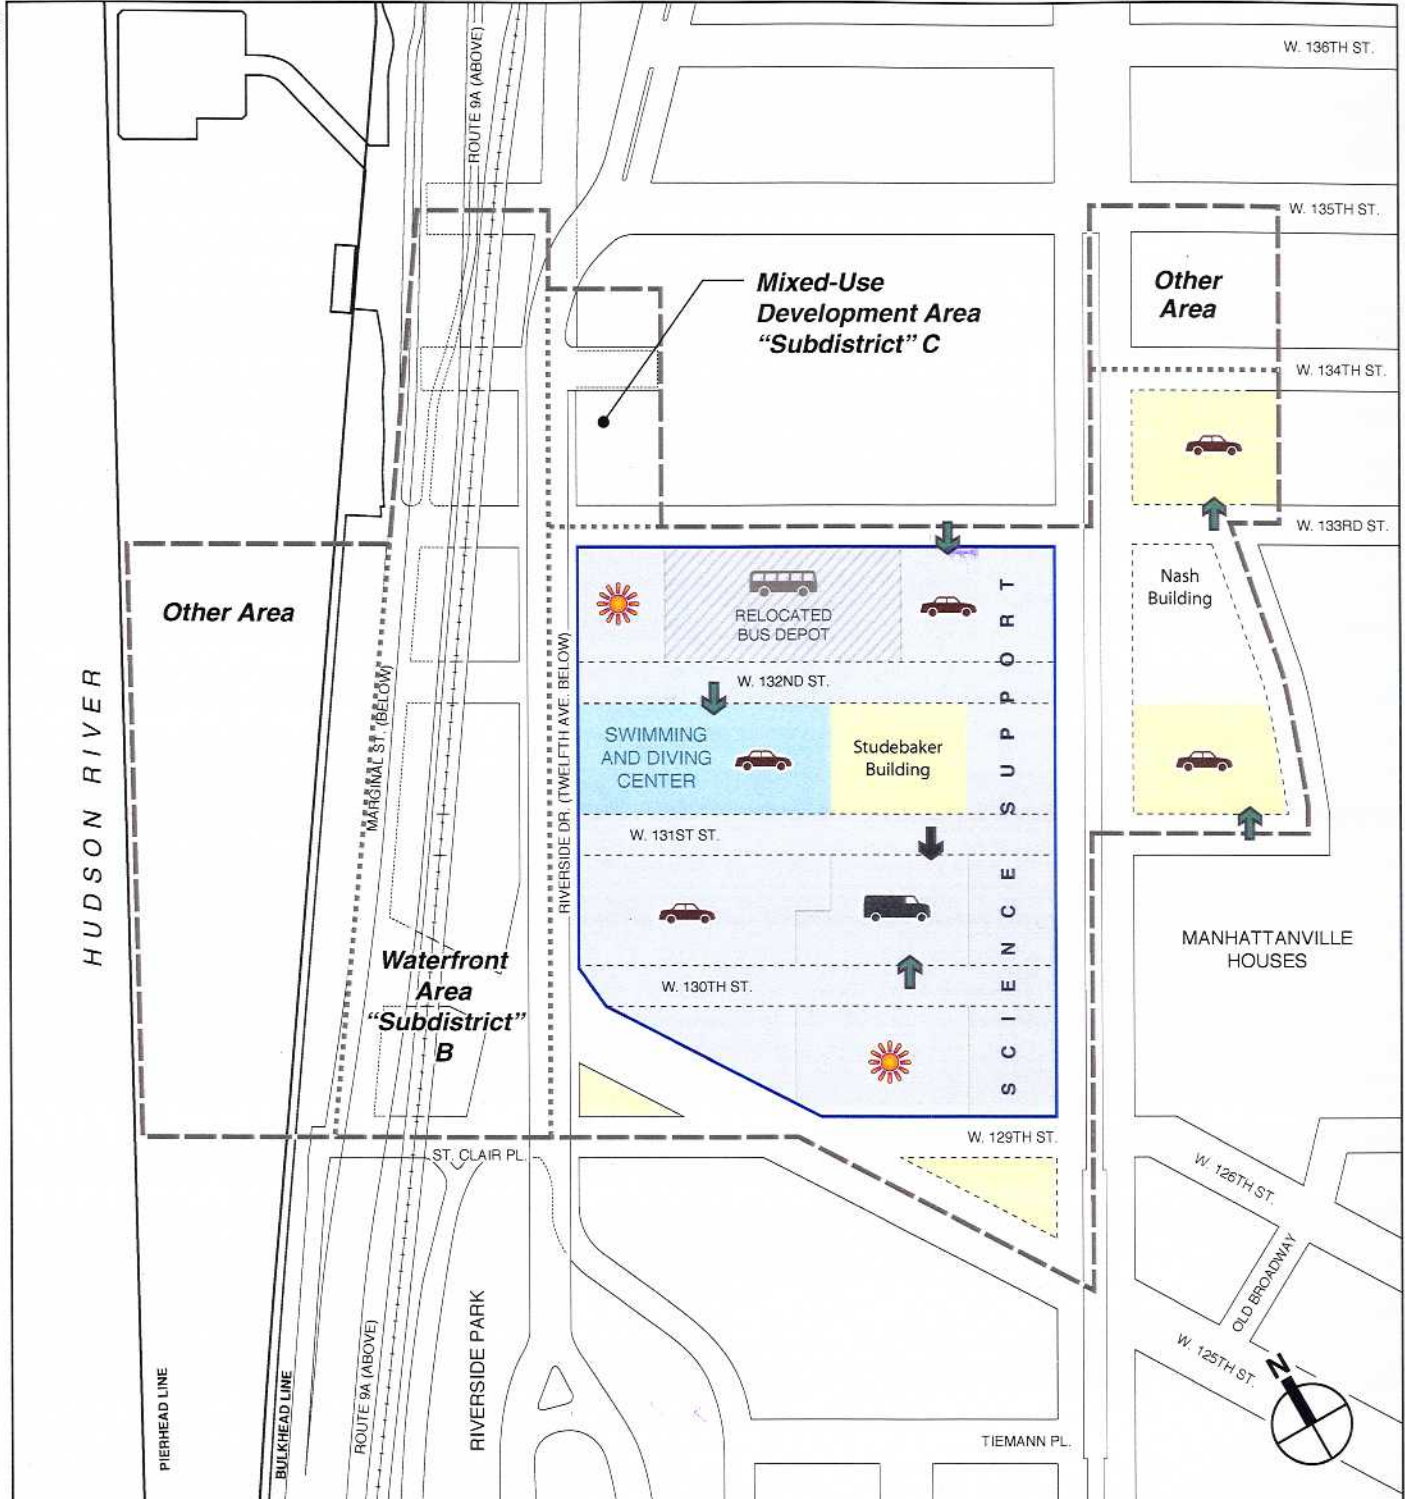 W. 136TH ST.
ROUTE 9A (ABOVE)
W. 135TH ST.
Mixed-Use
Development Area
“Subdistrict” C
Other
Area
W. 134TH ST.
W. 133RD ST.
Nash
Building
Other Area
RELOCATED
BUS DEPOT
W. 132ND ST.
SWIMMING
AND DIVING
CENTER
Studebaker
Building
SCIENCE SUPPORT
HUDSON RIVER
MARGINAL ST. (BELOW)
RIVERSIDE DR. (TWELFTH AVE. BELOW)
W. 131ST ST.
MANHATTANVILLE
HOUSES
Waterfront
Area
“Subdistrict”
B
W. 130TH ST.
W. 129TH ST.
ST. CLAIR PL.
W. 126TH ST.
OLD BROADWAY
W. 125TH ST.
N
PIERHEAD LINE
BULKHEAD LINE
ROUTE 9A (ABOVE)
RIVERSIDE PARK
TIEMANN PL.